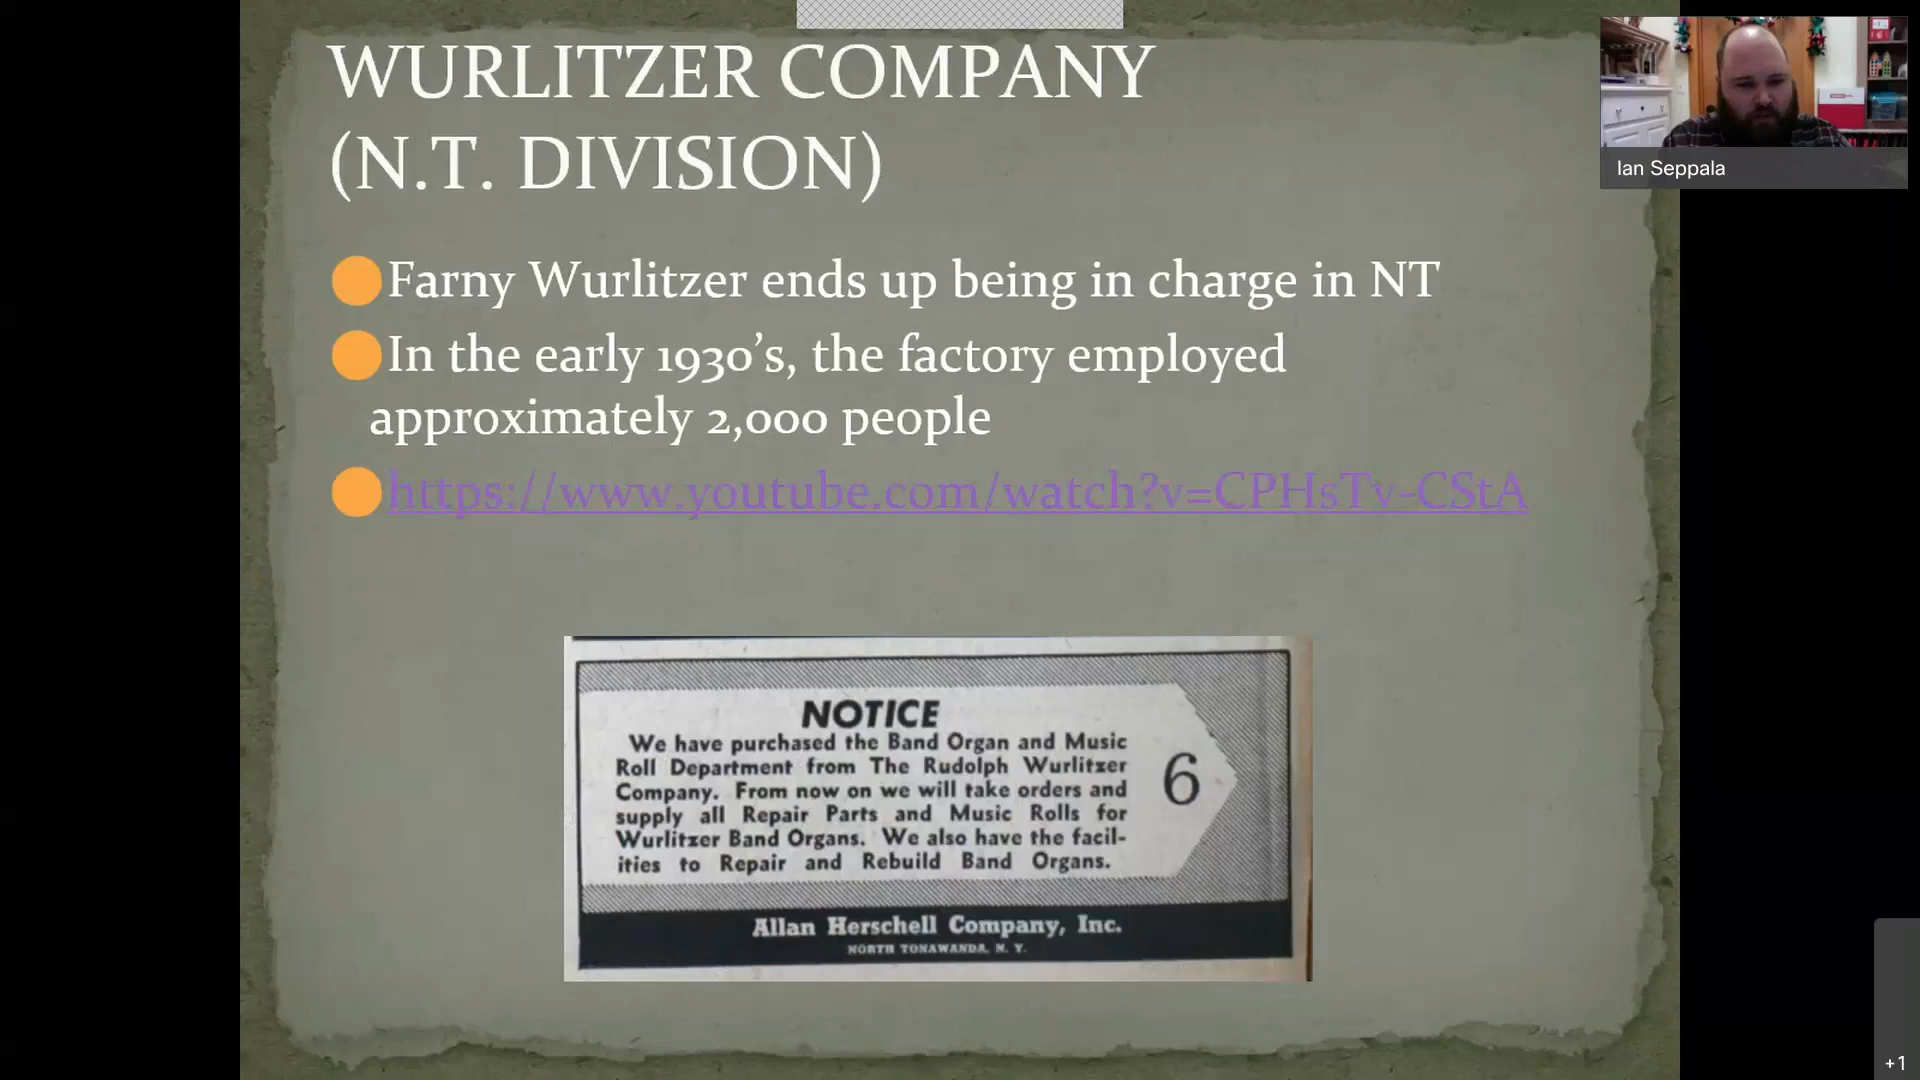 WURLITZER COMPANY
(N.T. DIVISION)
Farny Wurlitzer ends up being in charge in NT
In the early 1930's, the factory employed
approximately 2,000 people
https://www.youtube.com/watch?v=CPHsTv-CStA
NOTICE
We have purchased the Band Organ and Music
Roll Department from The Rudolph Wurlitzer
Company. From now on we will take orders and
supply all Repair Parts and Music Rolls for
Wurlitzer Band Organs. We also have the facil-
ities to Repair and Rebuild Band Organs.
6
Allan Herschell Company, Inc.
NORTH TONAWANDA, N. Y.
Ian Seppala
+1